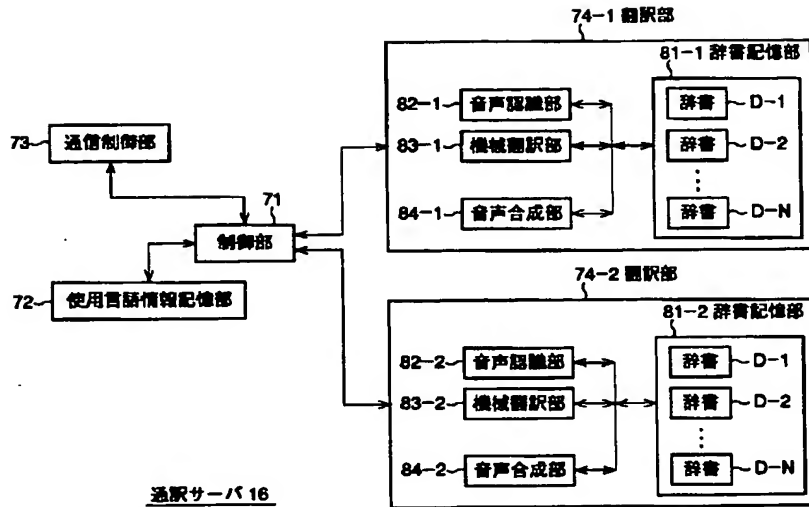 74-1 翻訳部
81-1 辞書記憶部
82-1 音声認識部
辞書 D-1
73 通信制御部
83-1 機械翻訳部
辞書 D-2
71
84-1 音声合成部
辞書 D-N
制御部
72 使用言語情報記憶部
74-2 翻訳部
81-2 辞書記憶部
82-2 音声認識部
辞書 D-1
83-2 機械翻訳部
辞書 D-2
84-2 音声合成部
辞書 D-N
通訳サーバ 16